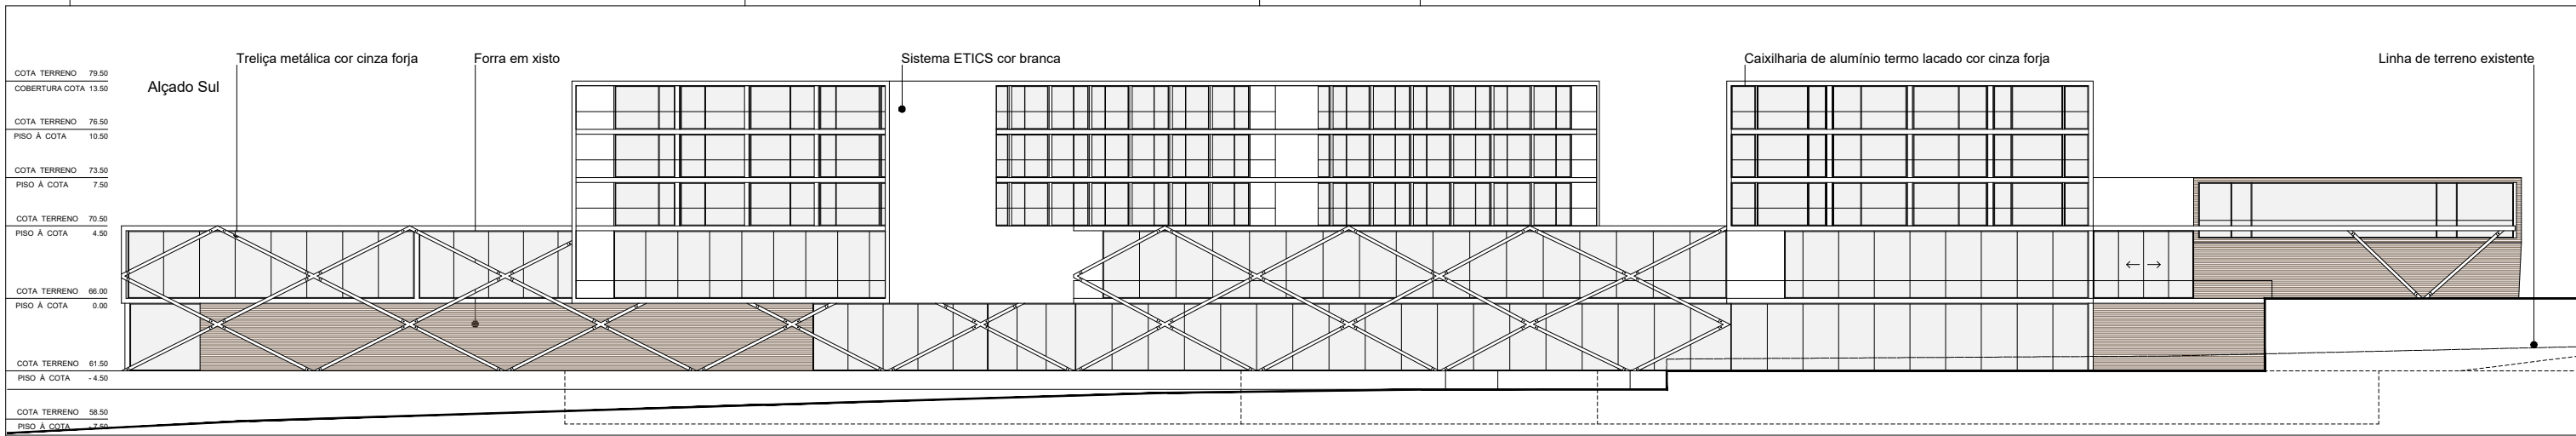 Treliça metálica cor cinza forja
Forra em xisto
Sistema ETICS cor branca
Caixilharia de alumínio termo lacado cor cinza forja
Linha de terreno existente
Alçado Sul
COTA TERRENO 79.50
COBERTURA COTA 13.50
COTA TERRENO 76.50
PISO À COTA 10.50
COTA TERRENO 73.50
PISO À COTA 7.50
COTA TERRENO 70.50
PISO À COTA 4.50
COTA TERRENO 66.00
PISO À COTA 0.00
COTA TERRENO 61.50
PISO À COTA - 4.50
COTA TERRENO 58.50
PISO À COTA - 7.50